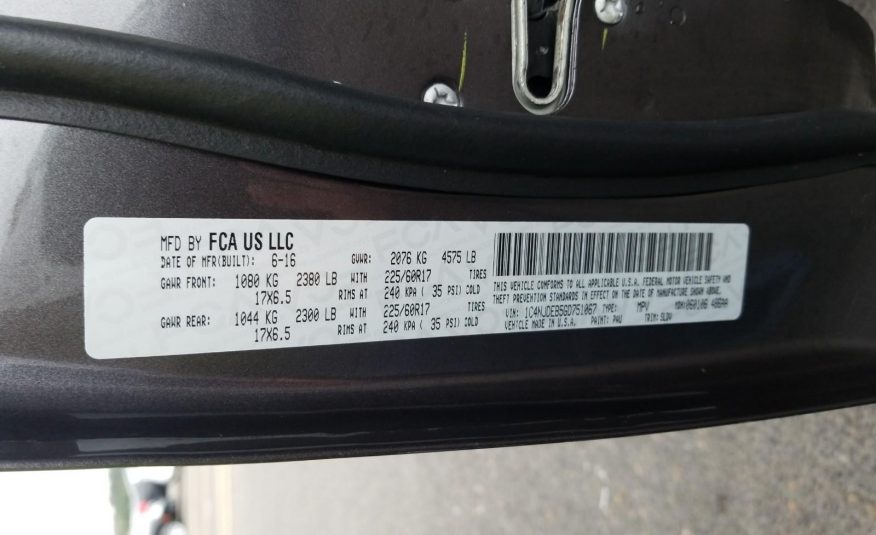 MFD BY FCA US LLC
DATE OF MFR(BUILT): 6-16 GVWR: 2076 KG 4575 LB
GAWR FRONT: 1080 KG 2380 LB WITH 225/60R17 TIRES
17X6.5 RIMS AT 240 KPA ( 35 PSI) COLD
GAWR REAR: 1044 KG 2300 LB WITH 225/60R17 TIRES
17X6.5 RIMS AT 240 KPA ( 35 PSI) COLD
THIS VEHICLE CONFORMS TO ALL APPLICABLE U.S.A. FEDERAL MOTOR VEHICLE SAFETY AND
THEFT PREVENTION STANDARDS IN EFFECT ON THE DATE OF MANUFACTURE SHOWN ABOVE.
VIN: 1C4NJDEB5GD751067 TYPE: MPV
VEHICLE MADE IN U.S.A. PAINT: PAU TRIM: